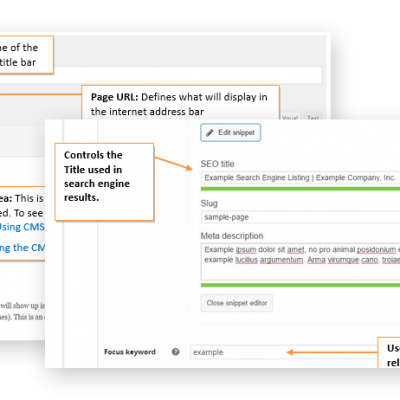 ne of the
title bar
Page URL: Defines what will display in
the internet address bar
Visual Text
Edit snippet
Controls the
Title used in
search engine
results.
SEO title
Example Search Engine Listing | Example Company, Inc.
Slug
sample-page
Meta description
Example ipsum dolor sit amet, no pro animal posidonium e
example lucilius argumentum. Arma virumque cano, troiae
Close snippet editor
Focus keyword
example
Us
rel
ea: This is
ed. To see
Using CMS
ng the CM
will show up in
es). This is an